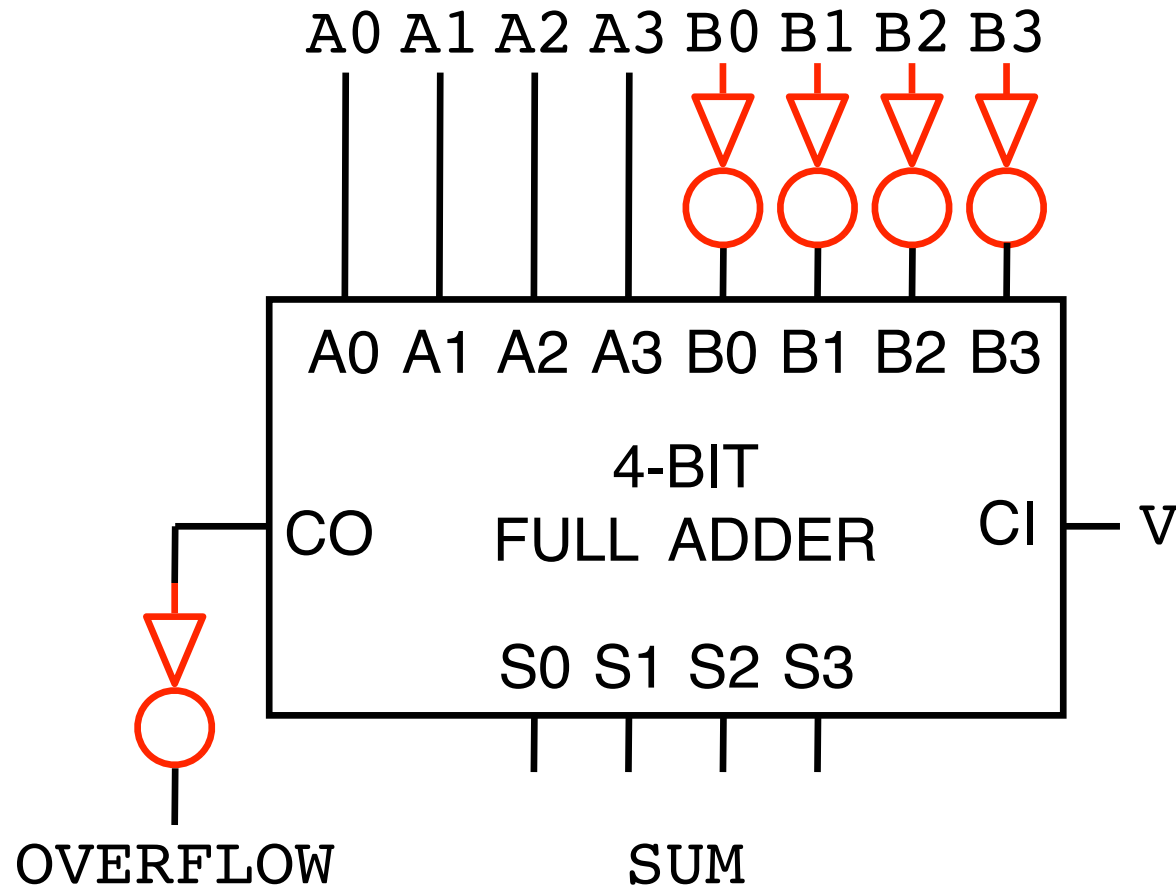 A0 A1 A2 A3 B0 B1 B2 B3
A0 A1 A2 A3 B0 B1 B2 B3
4-BIT
CO FULL ADDER CI V
S0 S1 S2 S3
OVERFLOW SUM